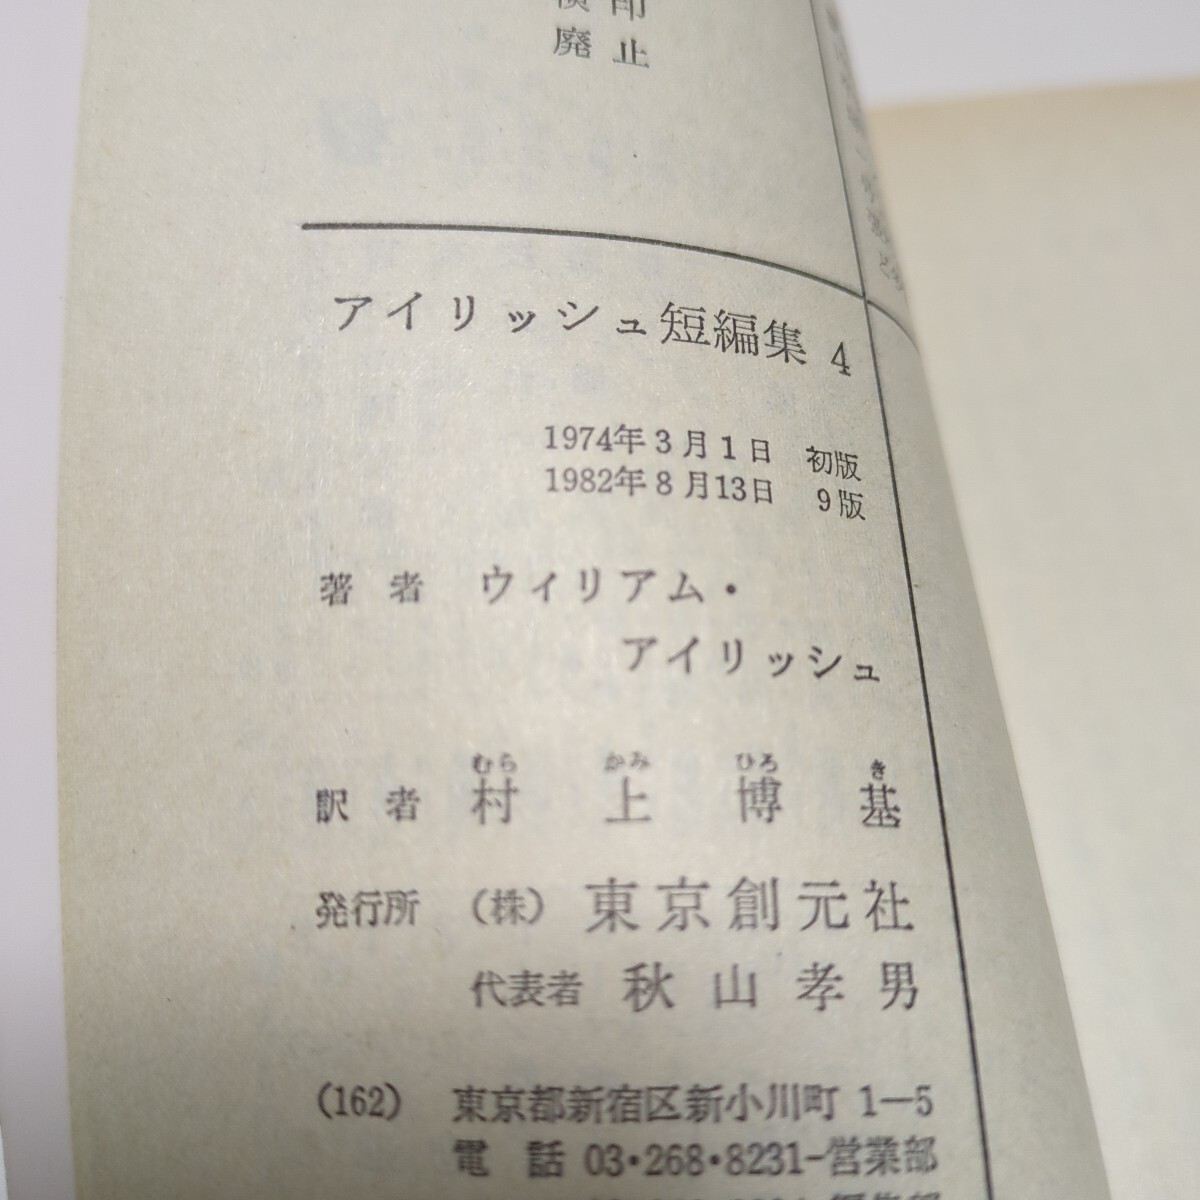 検印
廃止
アイリッシュ短編集 4
1974年3月1日 初版
1982年8月13日 9版
著者 ウィリアム・
アイリッシュ
むら かみ ひろ き
訳者 村上博基
発行所 (株) 東京創元社
代表者 秋山孝男
(162) 東京都新宿区新小川町 1—5
電話 03・268・8231—営業部